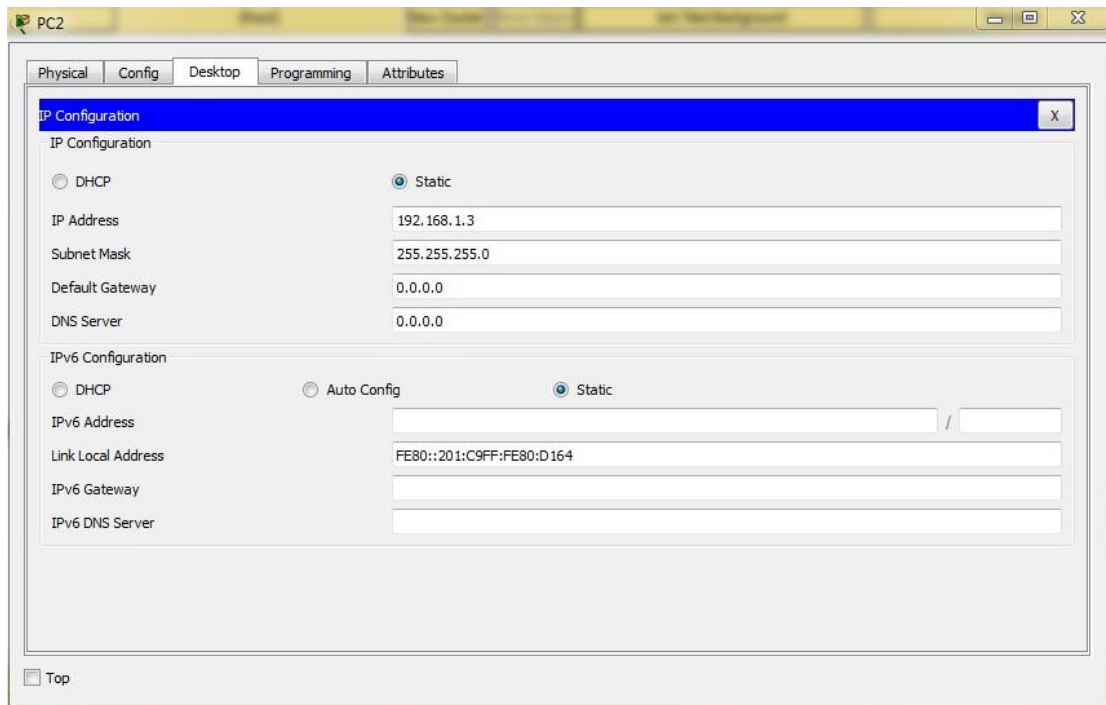 PC2
Physical Config Desktop Programming Attributes
IP Configuration X
IP Configuration
DHCP Static
IP Address 192.168.1.3
Subnet Mask 255.255.255.0
Default Gateway 0.0.0.0
DNS Server 0.0.0.0
IPv6 Configuration
DHCP Auto Config Static
IPv6 Address /
Link Local Address FE80::201:C9FF:FE80:D164
IPv6 Gateway
IPv6 DNS Server
Top